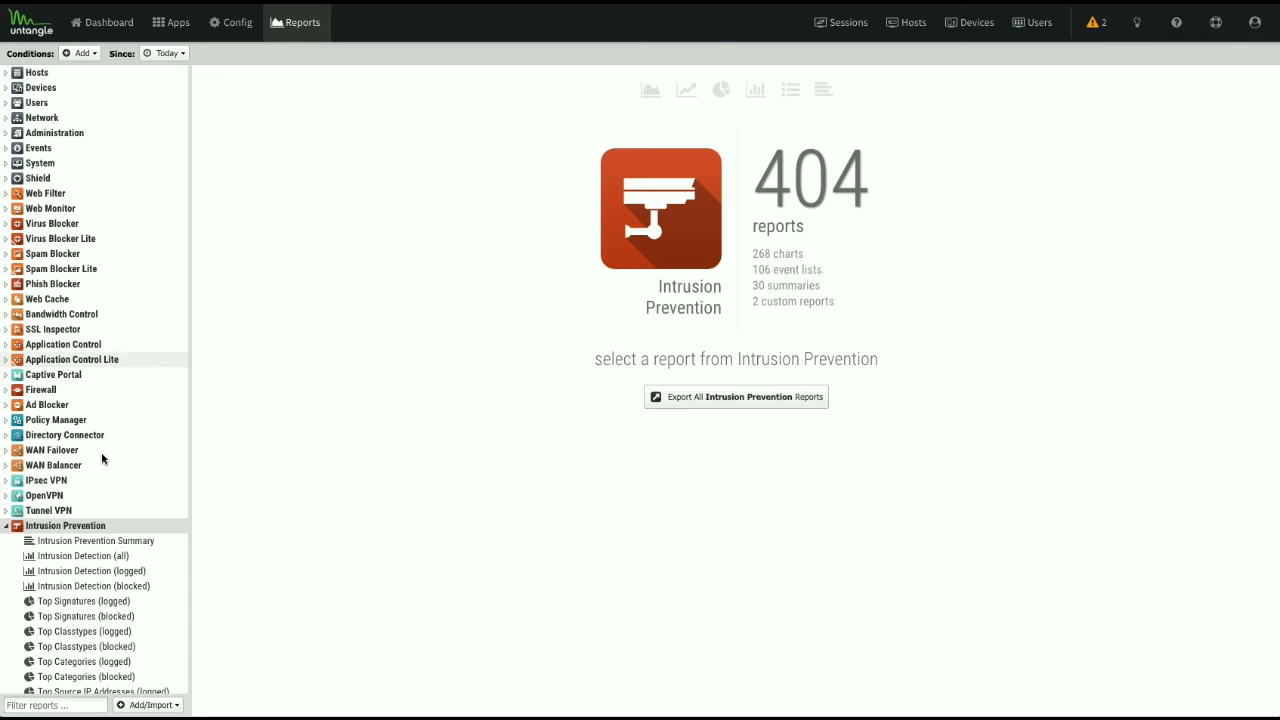 untangle
Dashboard
Apps
Config
Reports
Sessions
Hosts
Devices
Users
2
Conditions: Add Since: Today
Hosts
Devices
Users
Network
Administration
Events
System
Shield
Web Filter
Web Monitor
Virus Blocker
Virus Blocker Lite
Spam Blocker
Spam Blocker Lite
Phish Blocker
Web Cache
Bandwidth Control
SSL Inspector
Application Control
Application Control Lite
Captive Portal
Firewall
Ad Blocker
Policy Manager
Directory Connector
WAN Failover
WAN Balancer
IPsec VPN
OpenVPN
Tunnel VPN
Intrusion Prevention
Intrusion Prevention Summary
Intrusion Detection (all)
Intrusion Detection (logged)
Intrusion Detection (blocked)
Top Signatures (logged)
Top Signatures (blocked)
Top Classtypes (logged)
Top Classtypes (blocked)
Top Categories (logged)
Top Categories (blocked)
Top Source IP Addresses (logged)
Filter reports ...
Add/Import
Intrusion
Prevention
404
reports
268 charts
106 event lists
30 summaries
2 custom reports
select a report from Intrusion Prevention
Export All Intrusion Prevention Reports